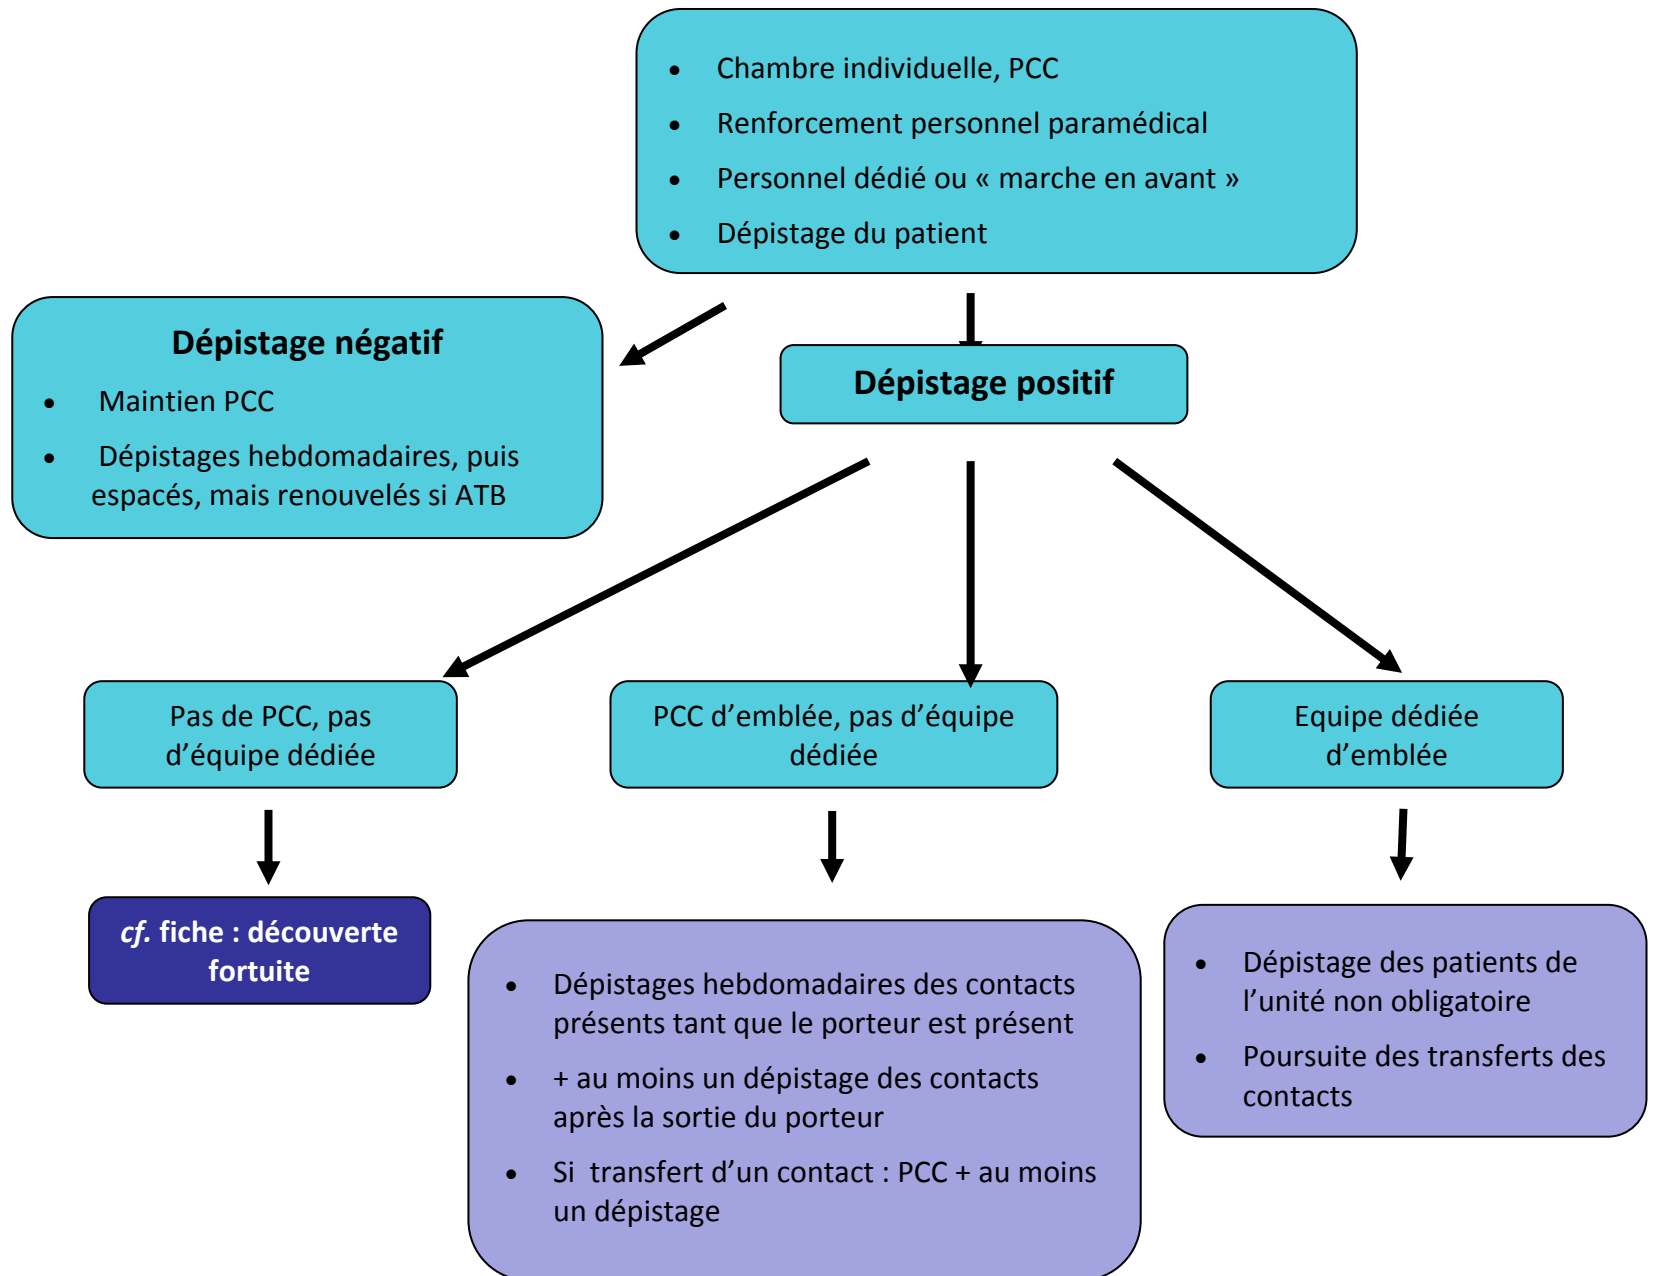 • Chambre individuelle, PCC
• Renforcement personnel paramédical
• Personnel dédié ou « marche en avant »
• Dépistage du patient
Dépistage négatif
• Maintien PCC
• Dépistages hebdomadaires, puis
espacés, mais renouvelés si ATB
Dépistage positif
Pas de PCC, pas
d’équipe dédiée
PCC d’emblée, pas d’équipe
dédiée
Equipe dédiée
d’emblée
cf. fiche : découverte
fortuite
• Dépistages hebdomadaires des contacts
présents tant que le porteur est présent
• + au moins un dépistage des contacts
après la sortie du porteur
• Si transfert d’un contact : PCC + au moins
un dépistage
• Dépistage des patients de
l’unité non obligatoire
• Poursuite des transferts des
contacts